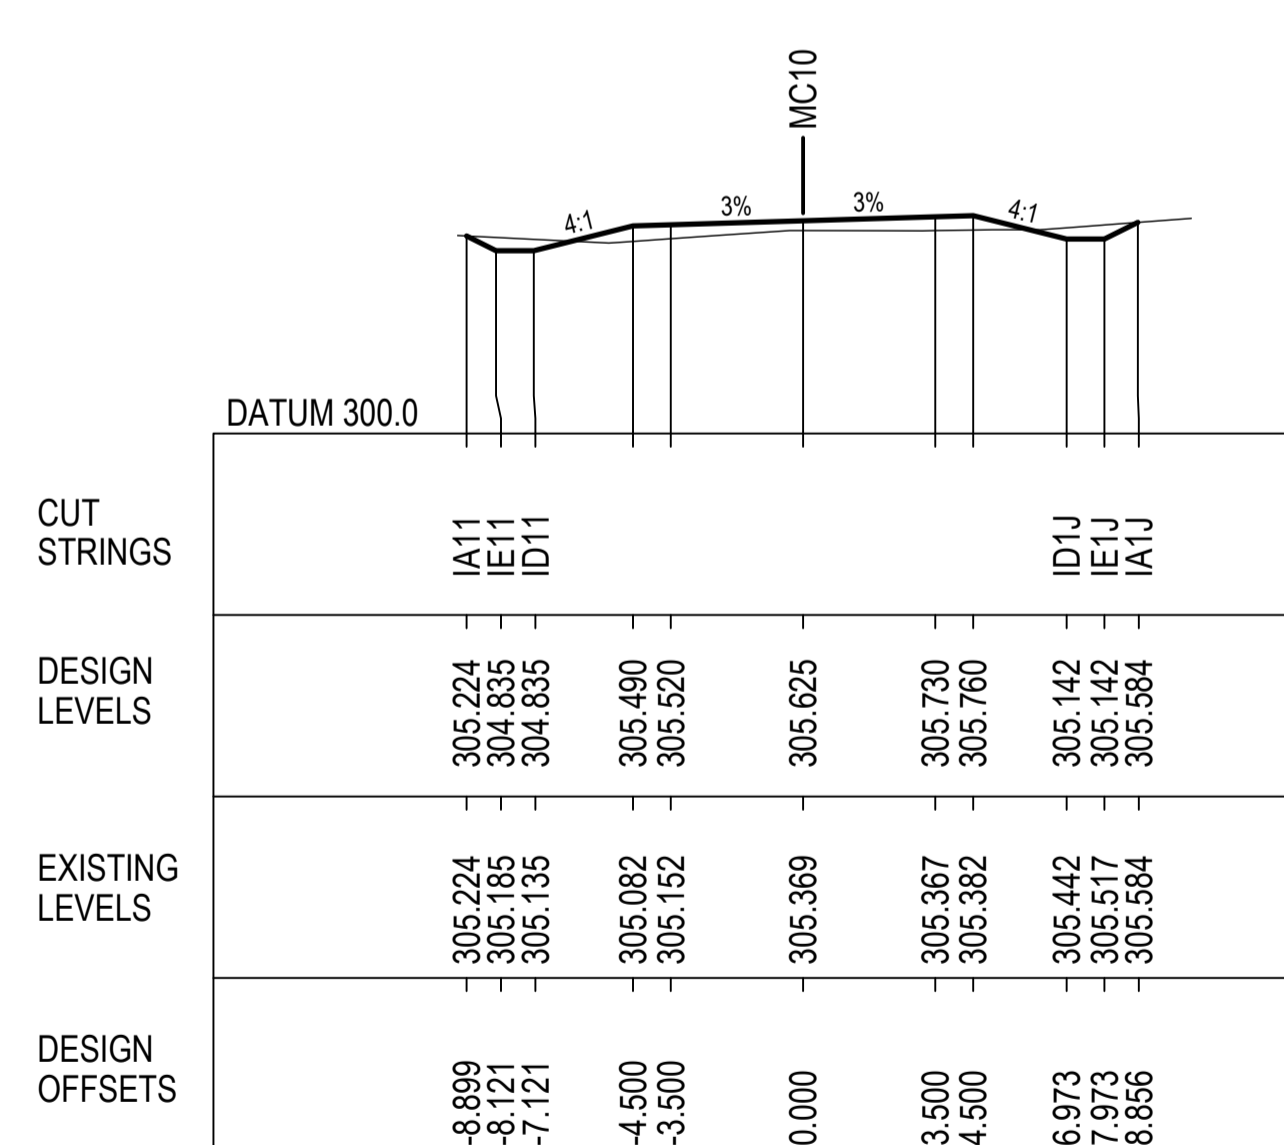 MC10
4:1
3%
3%
4:1
DATUM 300.0
CUT
STRINGS
IA11
IE11
ID11
ID1J
IE1J
IA1J
DESIGN
LEVELS
305.224
304.835
304.835
305.490
305.520
305.625
305.730
305.760
305.142
305.142
305.584
EXISTING
LEVELS
305.224
305.185
305.135
305.082
305.152
305.369
305.367
305.382
305.442
305.517
305.584
DESIGN
OFFSETS
-8.899
-8.121
-7.121
-4.500
-3.500
0.000
3.500
4.500
6.973
7.973
8.856